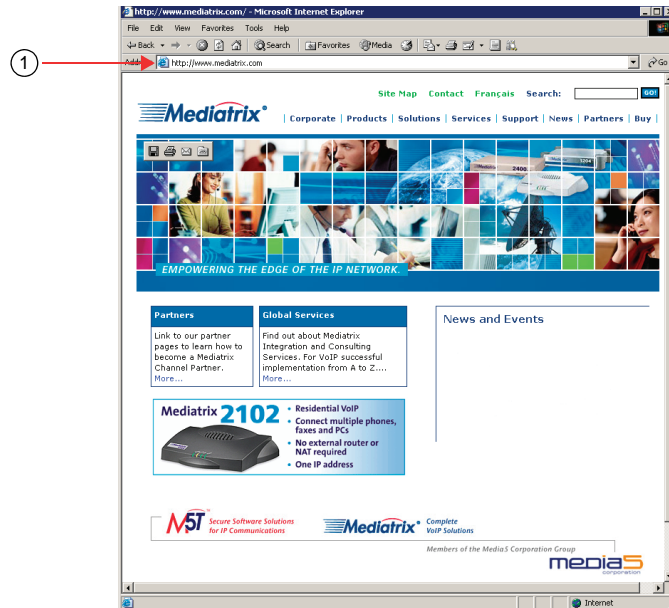 http://www.mediatrix.com/ - Microsoft Internet Explorer
File Edit View Favorites Tools Help
Back Search Favorites Media
1
http://www.mediatrix.com Go
Site Map Contact Français Search: GO!
Mediatrix
Corporate | Products | Solutions | Services | Support | News | Partners | Buy |
2400
3204
EMPOWERING THE EDGE OF THE IP NETWORK.
Partners
Link to our partner
pages to learn how to
become a Mediatrix
Channel Partner.
More...
Global Services
Find out about Mediatrix
Integration and Consulting
Services. For VoIP successful
implementation from A to Z....
More...
News and Events
Mediatrix 2102
• Residential VoIP
• Connect multiple phones,
faxes and PCs
• No external router or
NAT required
• One IP address
M5T Secure Software Solutions
for IP Communications
Mediatrix Complete
VoIP Solutions
Members of the Media5 Corporation Group
media5
corporation
Internet